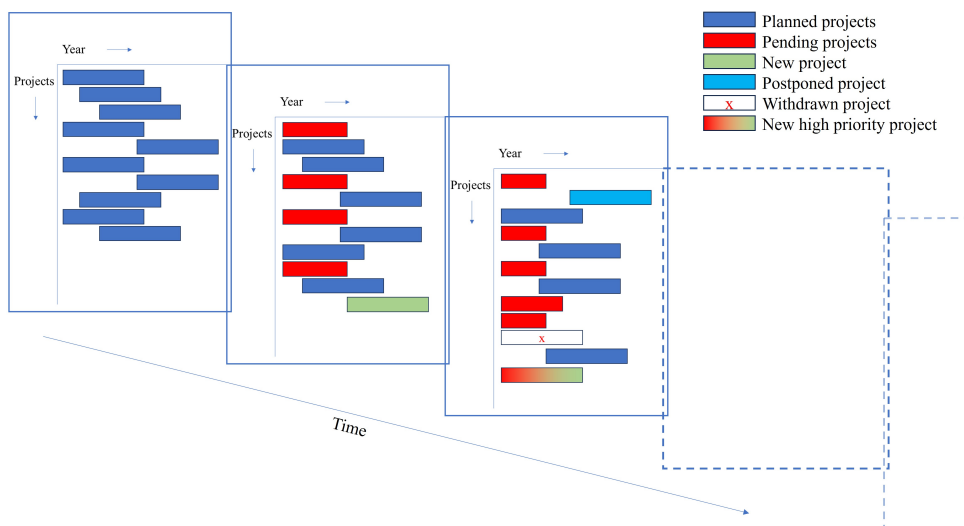 Year
Projects
Year
Projects
Year
Projects
x
Time
Planned projects
Pending projects
New project
Postponed project
x
Withdrawn project
New high priority project